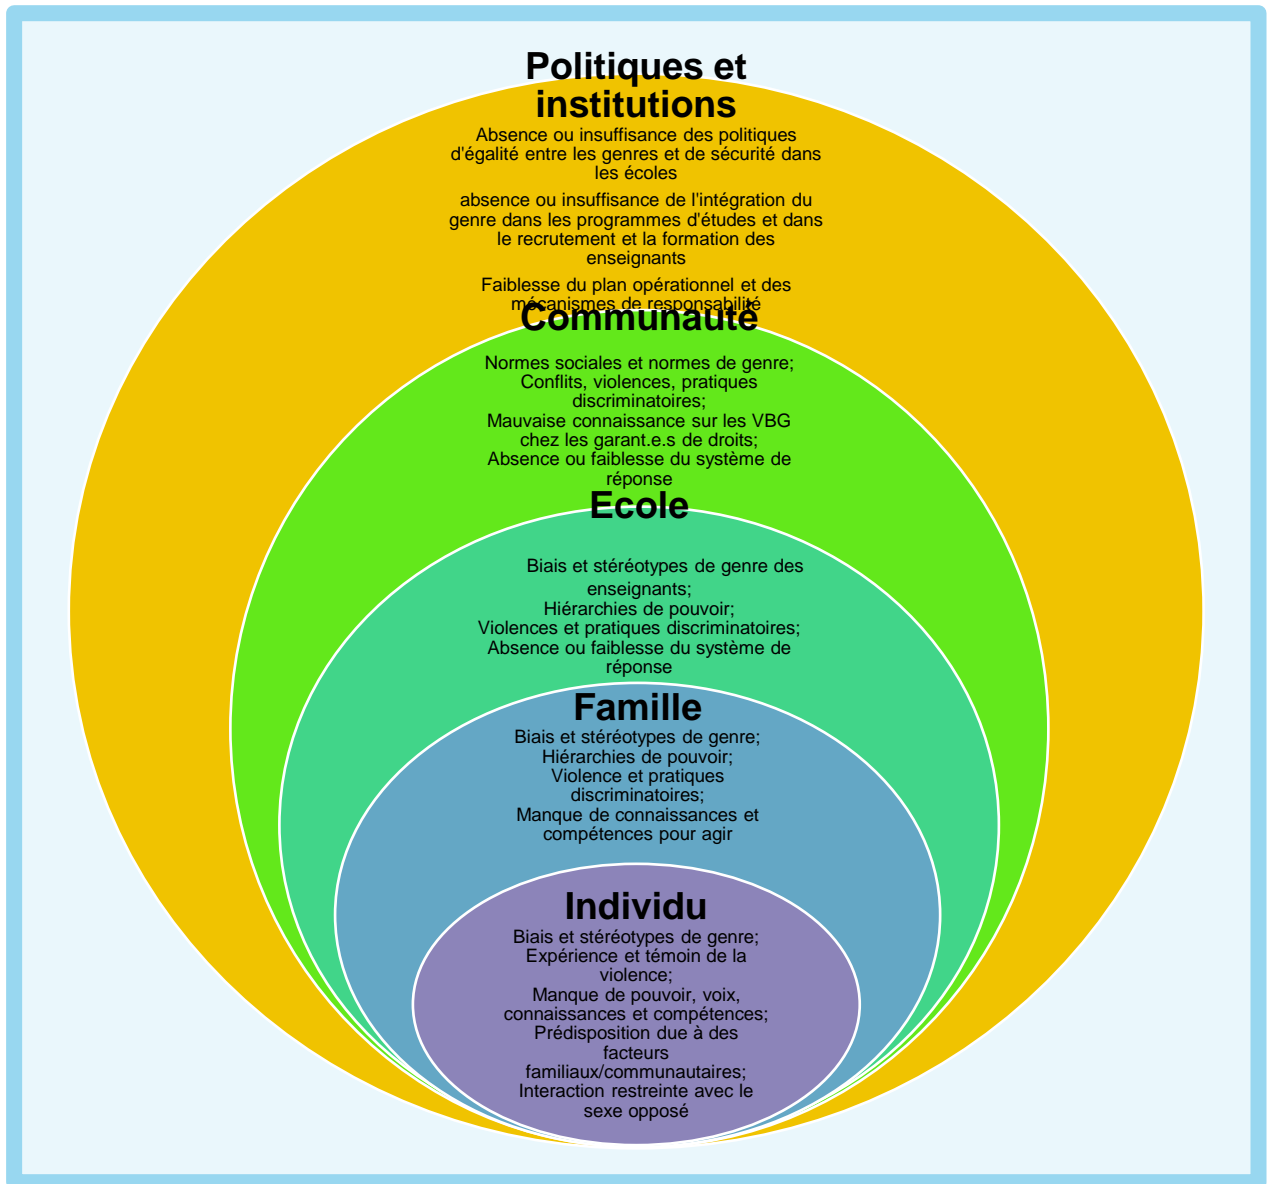 Politiques et
institutions
Absence ou insuffisance des politiques
d'égalité entre les genres et de sécurité dans
les écoles
absence ou insuffisance de l'intégration du
genre dans les programmes d'études et dans
le recrutement et la formation des
enseignants
Faiblesse du plan opérationnel et des
mécanismes de responsabilité
Communauté
Normes sociales et normes de genre;
Conflits, violences, pratiques
discriminatoires;
Mauvaise connaissance sur les VBG
chez les garant.e.s de droits;
Absence ou faiblesse du système de
réponse
Ecole
Biais et stéréotypes de genre des
enseignants;
Hiérarchies de pouvoir;
Violences et pratiques discriminatoires;
Absence ou faiblesse du système de
réponse
Famille
Biais et stéréotypes de genre;
Hiérarchies de pouvoir;
Violence et pratiques
discriminatoires;
Manque de connaissances et
compétences pour agir
Individu
Biais et stéréotypes de genre;
Expérience et témoin de la
violence;
Manque de pouvoir, voix,
connaissances et compétences;
Prédisposition due à des
facteurs
familiaux/communautaires;
Interaction restreinte avec le
sexe opposé